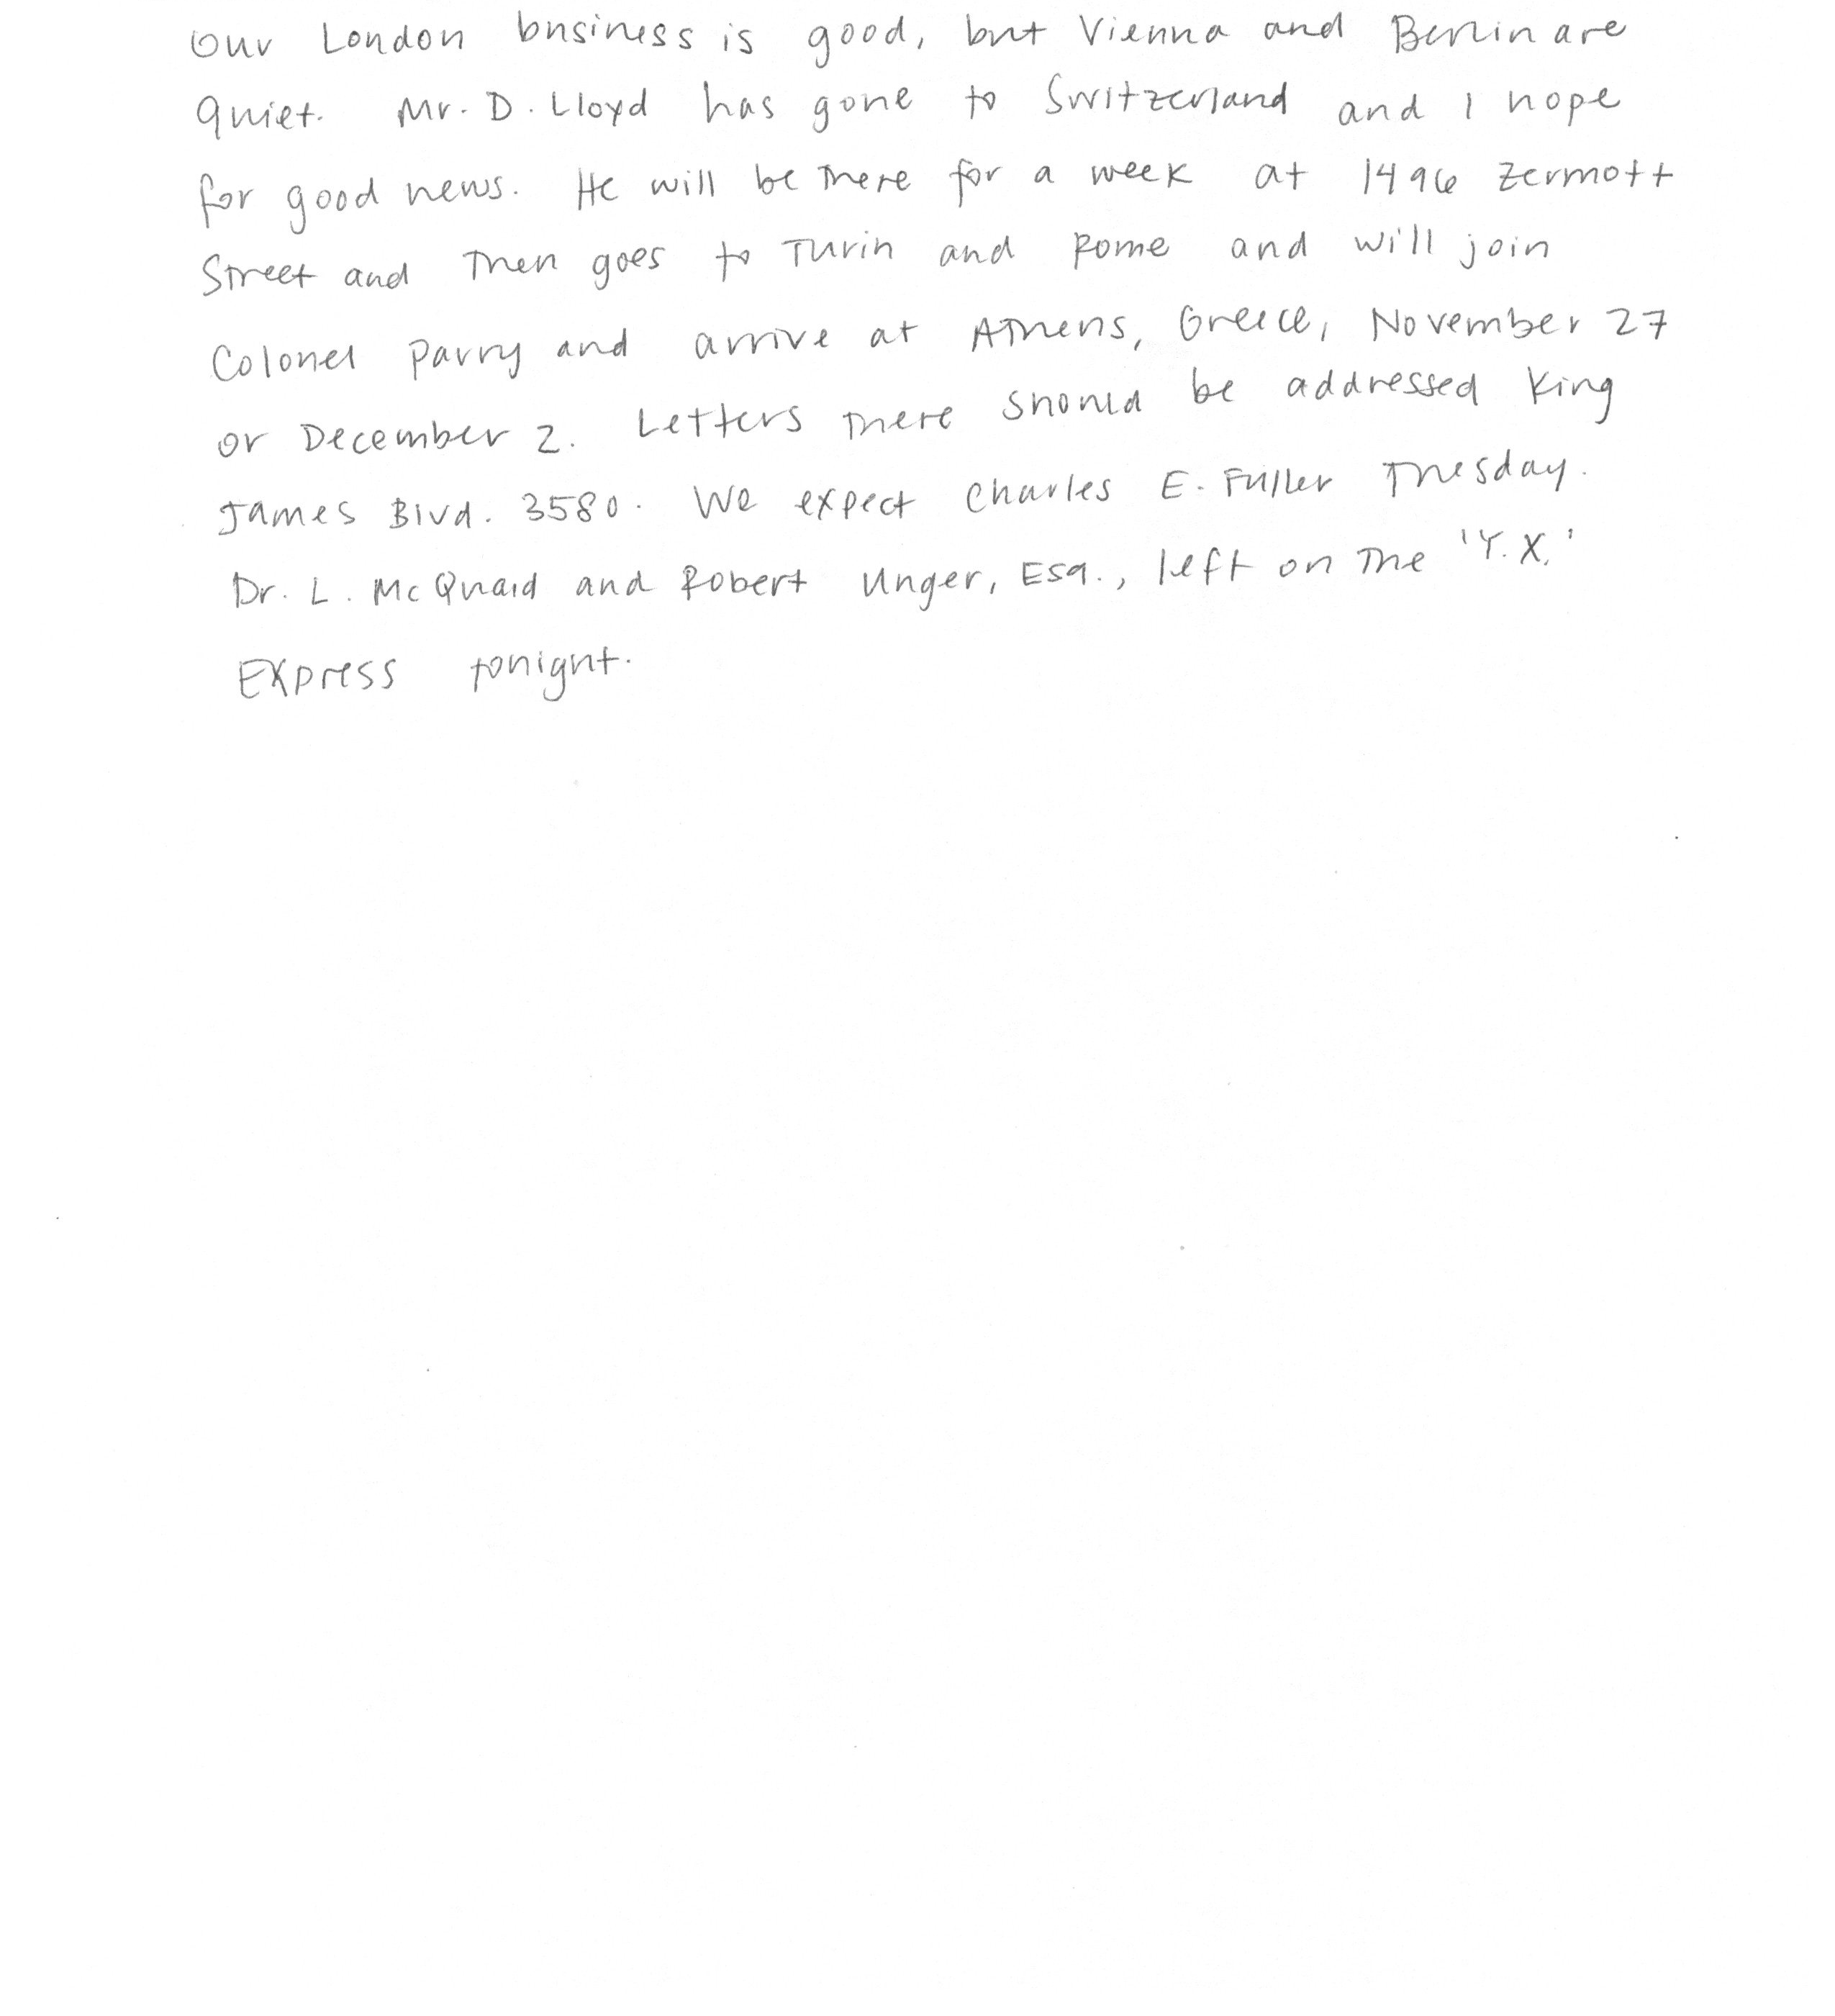 Our London business is good, but Vienna and Berlin are
quiet. Mr. D. Lloyd has gone to Switzerland and I hope
for good news. He will be there for a week at 1496 Zermott
Street and then goes to Turin and Rome and will join
Colonel Parry and arrive at Athens, Greece, November 27
or December 2. Letters there should be addressed King
James Blvd. 3580. We expect Charles E. Fuller Tuesday.
Dr. L. McQuaid and Robert Unger, Esq., left on the 'Y.X.'
Express tonight.